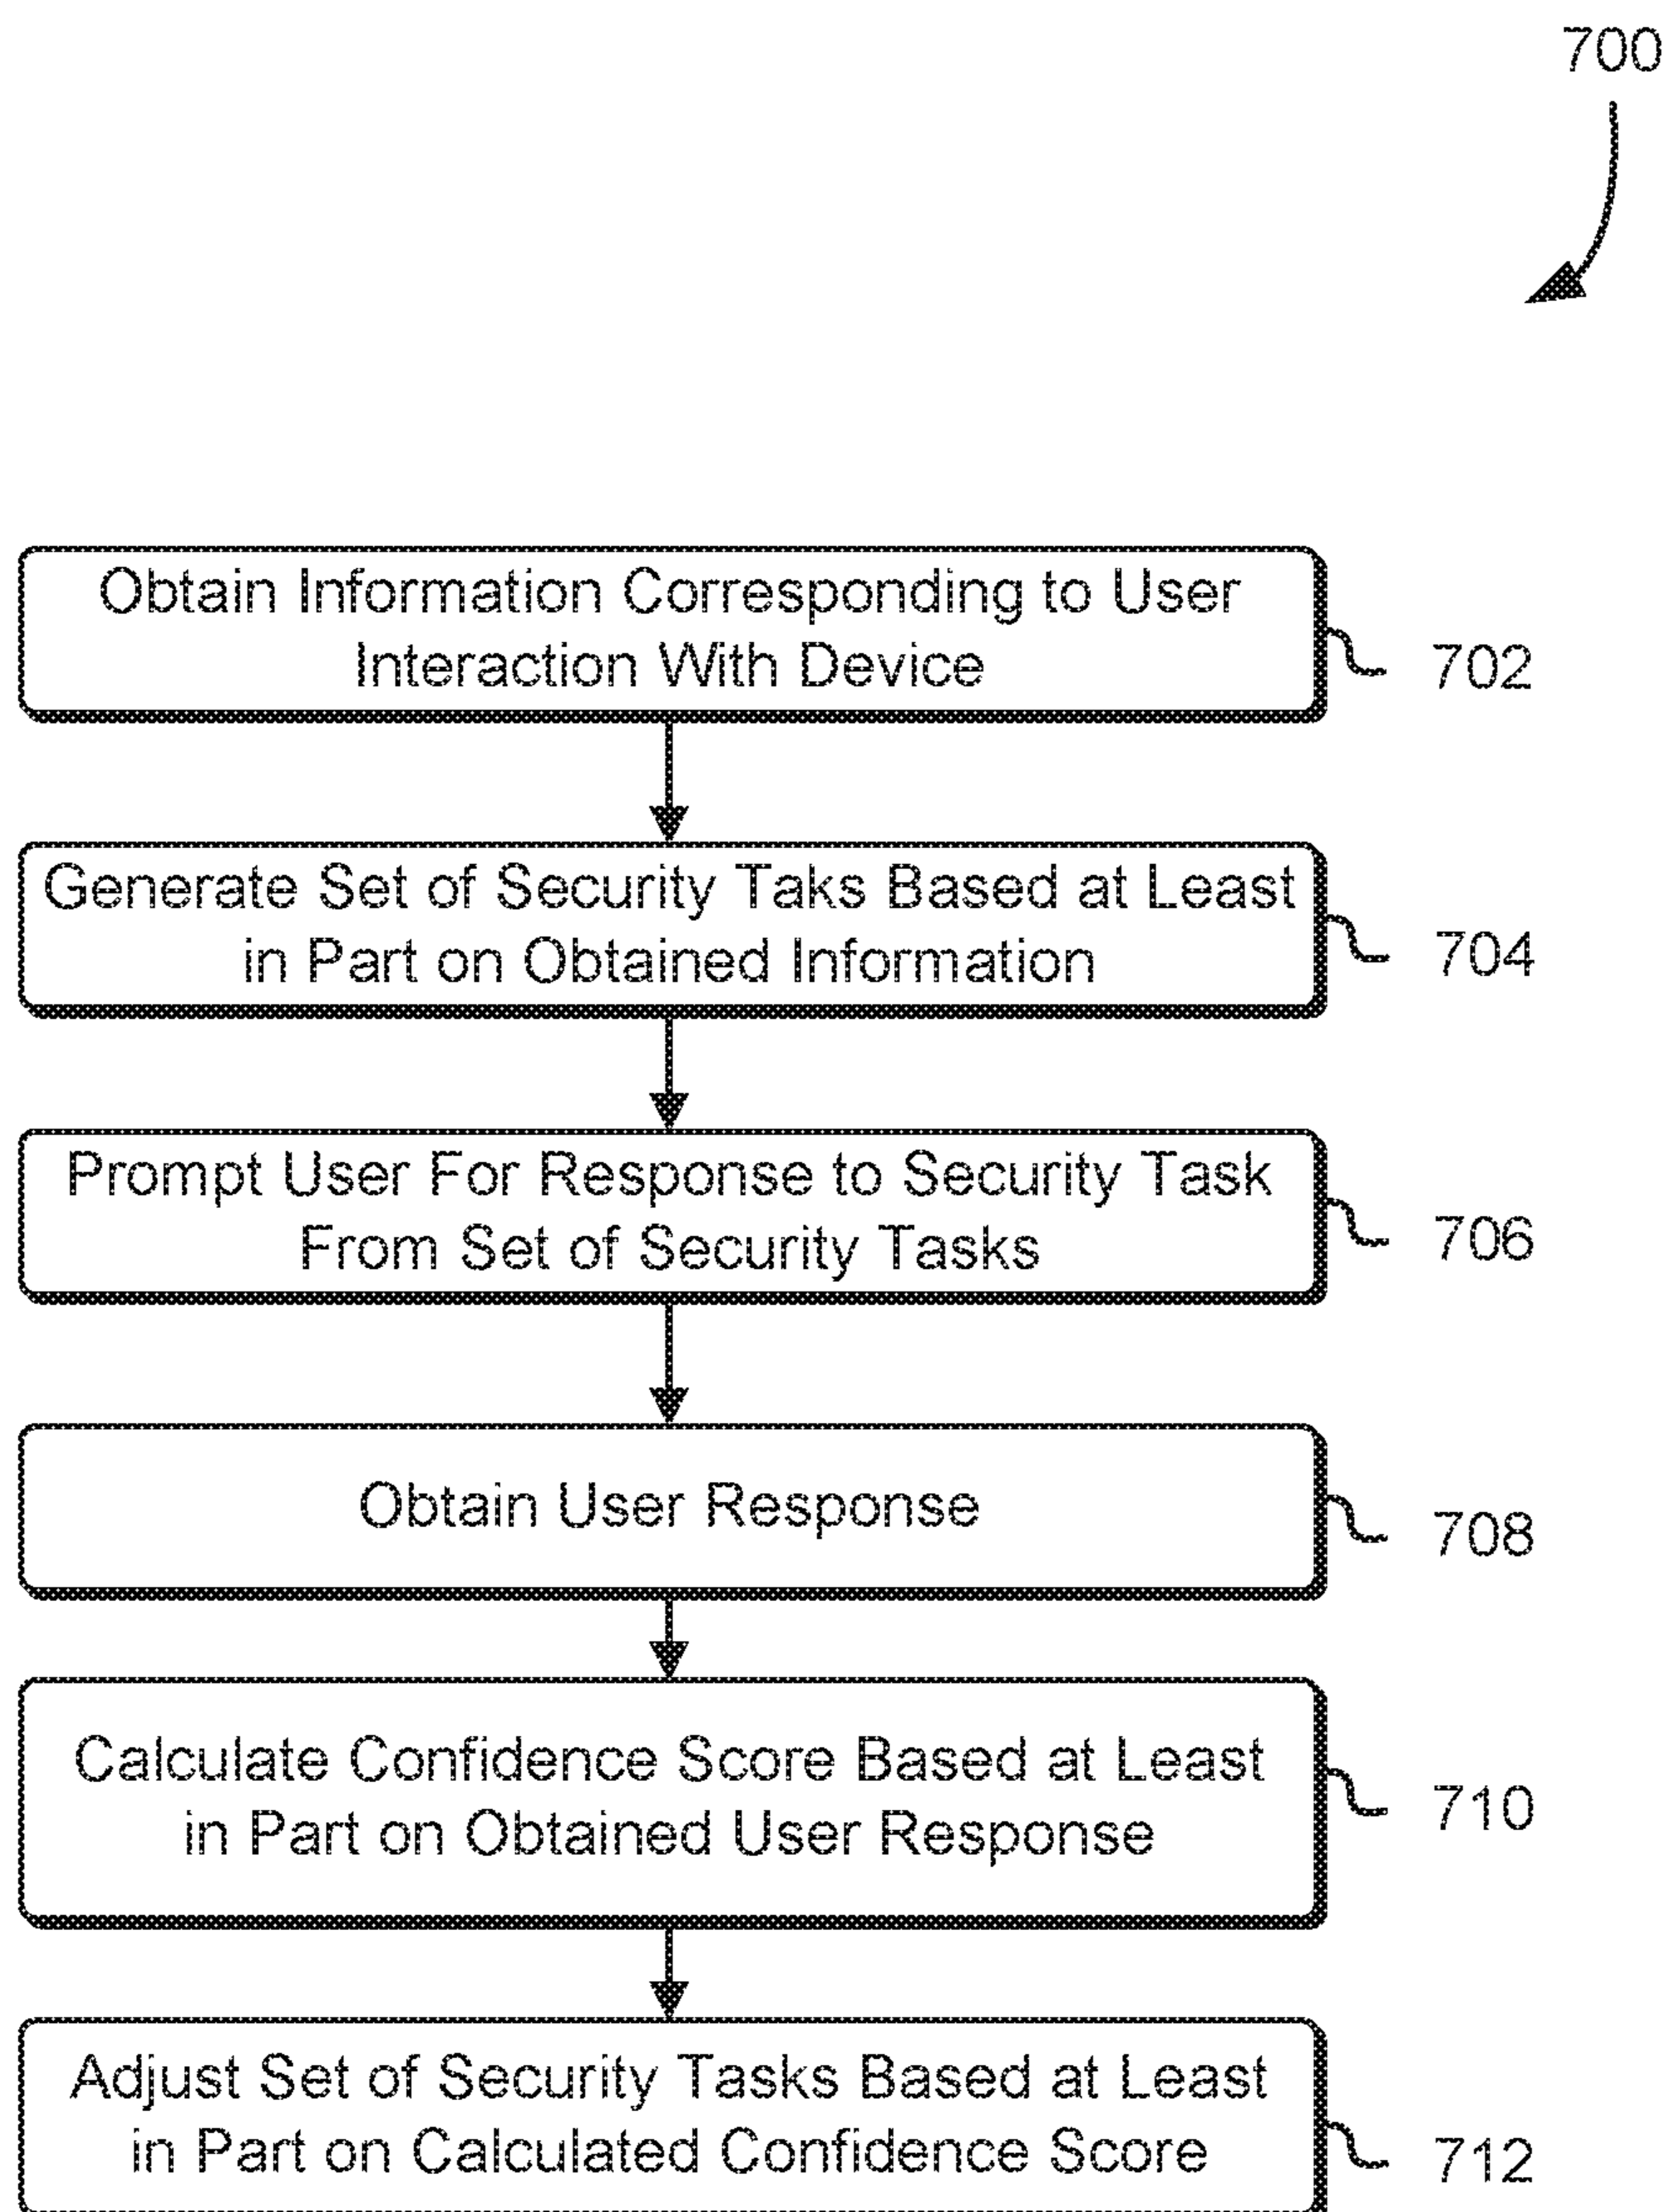 700
Obtain Information Corresponding to User
Interaction With Device
702
Generate Set of Security Taks Based at Least
in Part on Obtained Information
704
Prompt User For Response to Security Task
From Set of Security Tasks
706
Obtain User Response
708
Calculate Confidence Score Based at Least
in Part on Obtained User Response
710
Adjust Set of Security Tasks Based at Least
in Part on Calculated Confidence Score
712